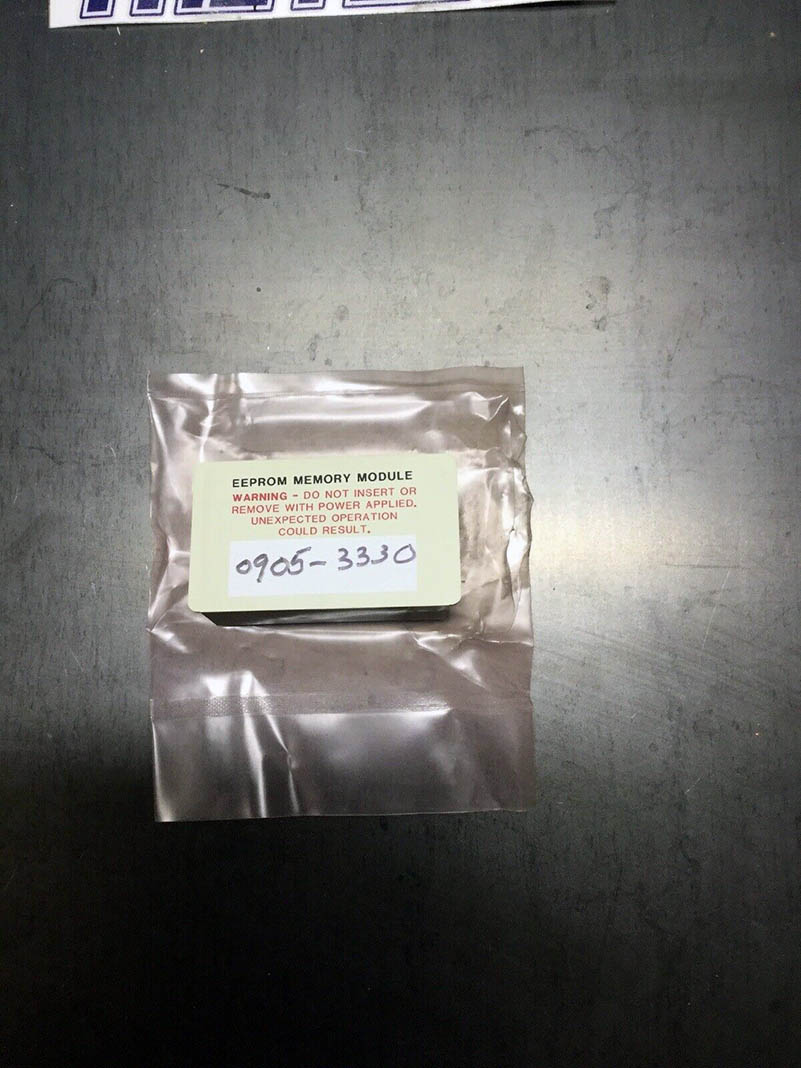 EEPROM MEMORY MODULE
WARNING - DO NOT INSERT OR
REMOVE WITH POWER APPLIED.
UNEXPECTED OPERATION
COULD RESULT.
0905-3330